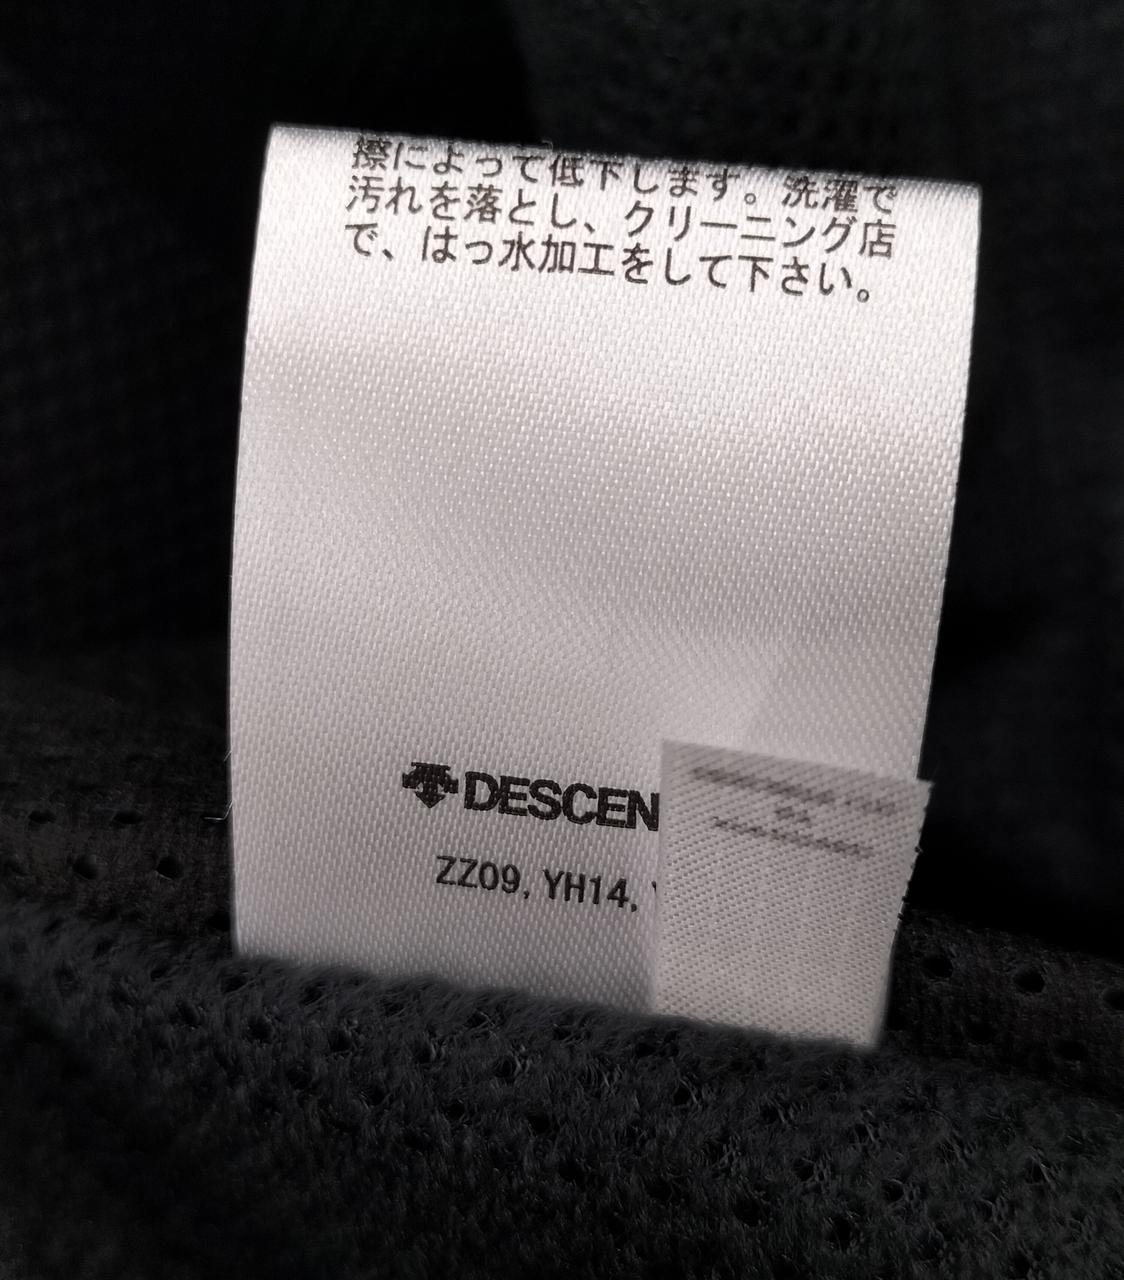 擦によって低下します。洗濯で
汚れを落とし、クリーニング店
で、はっ水加工をして下さい。
DESCEN
ZZ09, YH14,